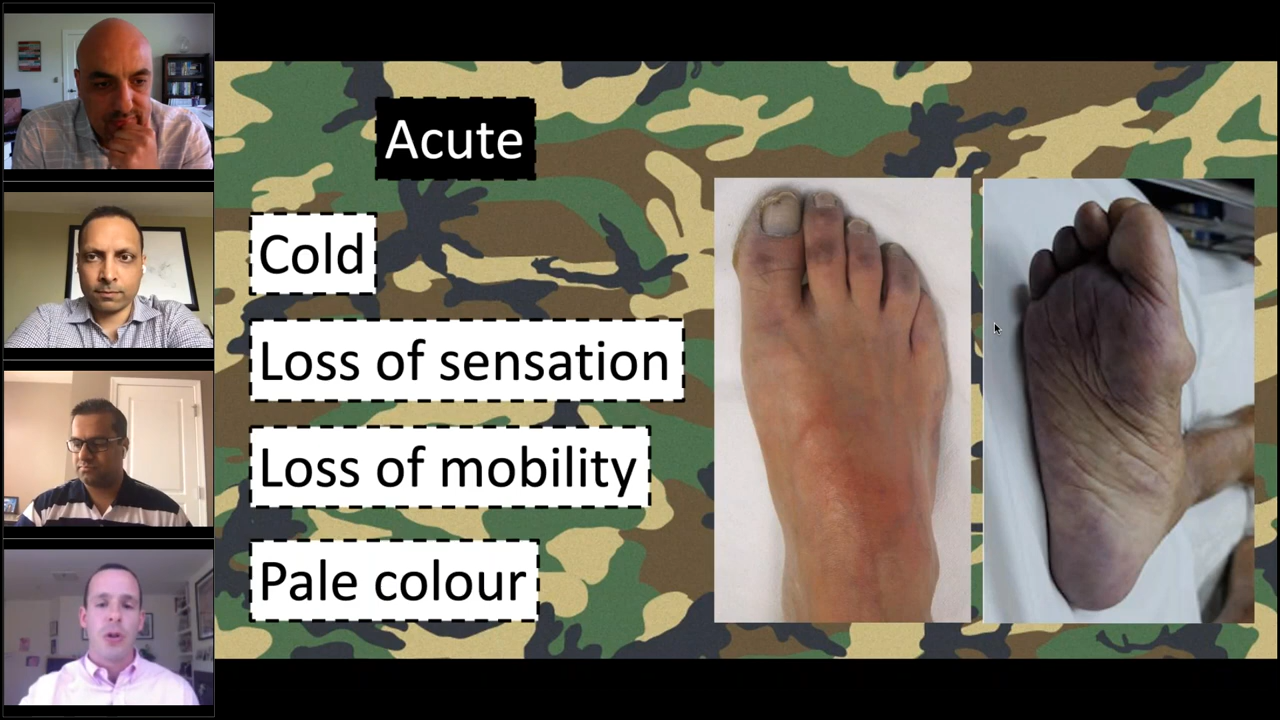 Acute
Cold
Loss of sensation
Loss of mobility
Pale colour